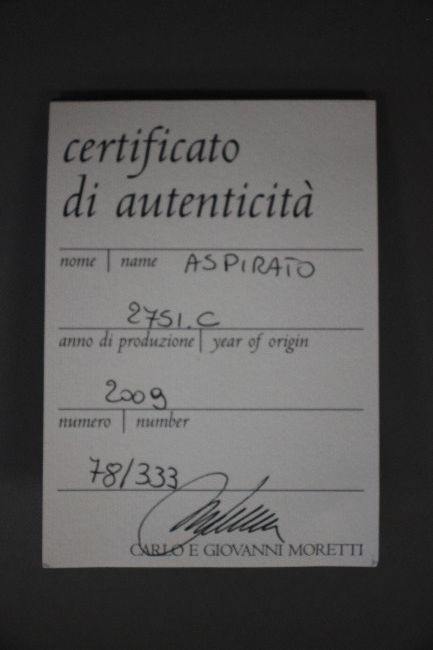 certificato
di autenticità
nome | name ASPIRATO
2751.C
anno di produzione | year of origin
2009
numero | number
78/333
CARLO E GIOVANNI MORETTI